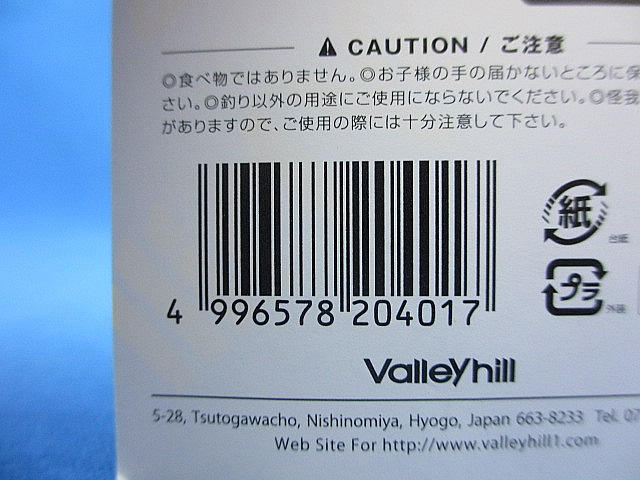 ⚠ CAUTION / ご注意
◎食べ物ではありません。◎お子様の手の届かないところに保
さい。◎釣り以外の用途にご使用にならないでください。◎怪我
がありますので、ご使用の際には十分注意して下さい。
紙
台紙
プラ
外装
4 996578 204017
Valleyhill
5-28, Tsutogawacho, Nishinomiya, Hyogo, Japan 663-8233 Tel. 07
Web Site For http://www.valleyhill1.com